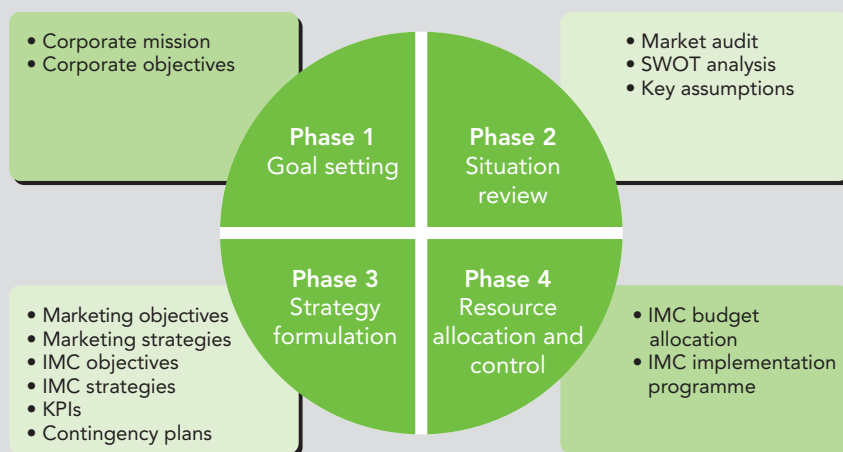 • Corporate mission
• Corporate objectives
• Market audit
• SWOT analysis
• Key assumptions
Phase 1
Goal setting
Phase 2
Situation
review
Phase 3
Strategy
formulation
Phase 4
Resource
allocation and
control
• Marketing objectives
• Marketing strategies
• IMC objectives
• IMC strategies
• KPIs
• Contingency plans
• IMC budget
allocation
• IMC implementation
programme